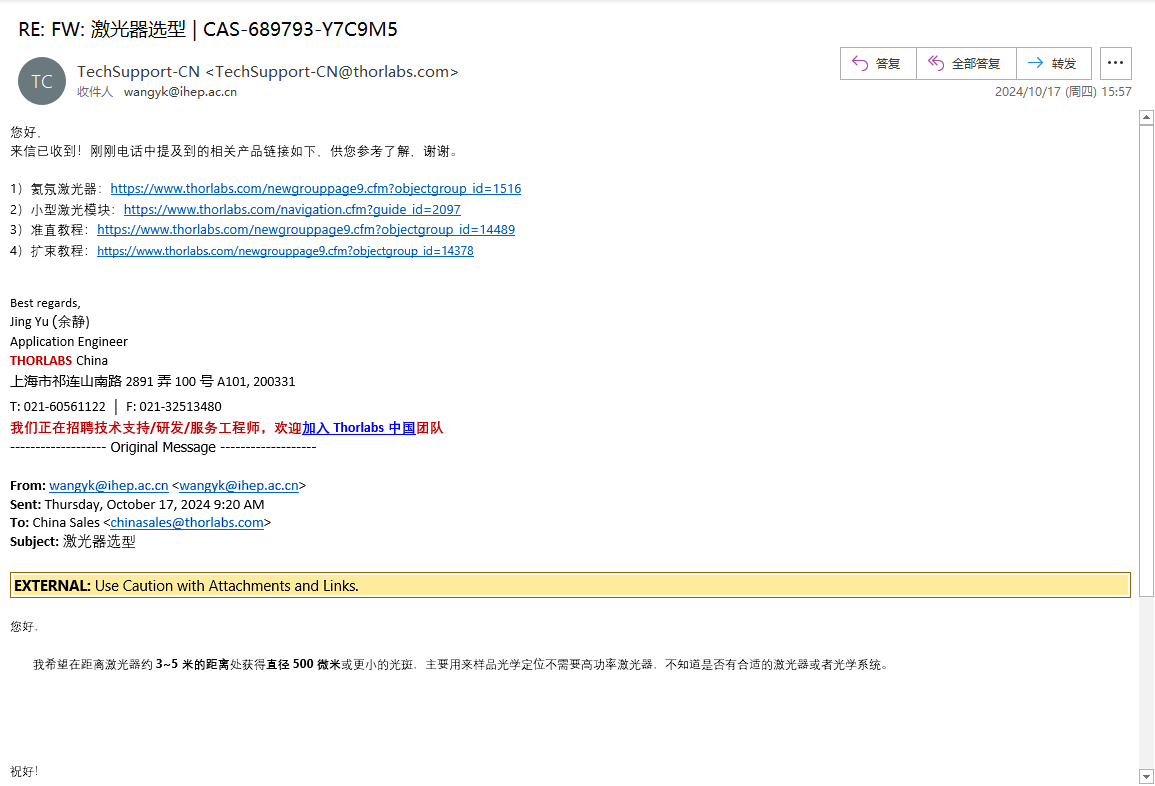 RE: FW: 激光器选型 | CAS-689793-Y7C9M5
TC
TechSupport-CN <TechSupport-CN@thorlabs.com>
收件人 wangyk@ihep.ac.cn
答复 全部答复 转发 ...
2024/10/17 (周四) 15:57
您好,
来信已收到！刚刚电话中提及到的相关产品链接如下，供您参考了解，谢谢。
1）氦氖激光器：https://www.thorlabs.com/newgrouppage9.cfm?objectgroup_id=1516
2）小型激光模块：https://www.thorlabs.com/navigation.cfm?guide_id=2097
3）准直教程：https://www.thorlabs.com/newgrouppage9.cfm?objectgroup_id=14489
4）扩束教程：https://www.thorlabs.com/newgrouppage9.cfm?objectgroup_id=14378
Best regards,
Jing Yu (余静)
Application Engineer
THORLABS China
上海市祁连山南路 2891 弄 100 号 A101, 200331
T: 021-60561122 │ F: 021-32513480
我们正在招聘技术支持/研发/服务工程师，欢迎加入 Thorlabs 中国团队
------------------- Original Message -------------------
From: wangyk@ihep.ac.cn <wangyk@ihep.ac.cn>
Sent: Thursday, October 17, 2024 9:20 AM
To: China Sales <chinasales@thorlabs.com>
Subject: 激光器选型
EXTERNAL: Use Caution with Attachments and Links.
您好，
我希望在距离激光器约 3~5 米的距离处获得直径 500 微米或更小的光斑，主要用来样品光学定位不需要高功率激光器，不知道是否有合适的激光器或者光学系统。
祝好！